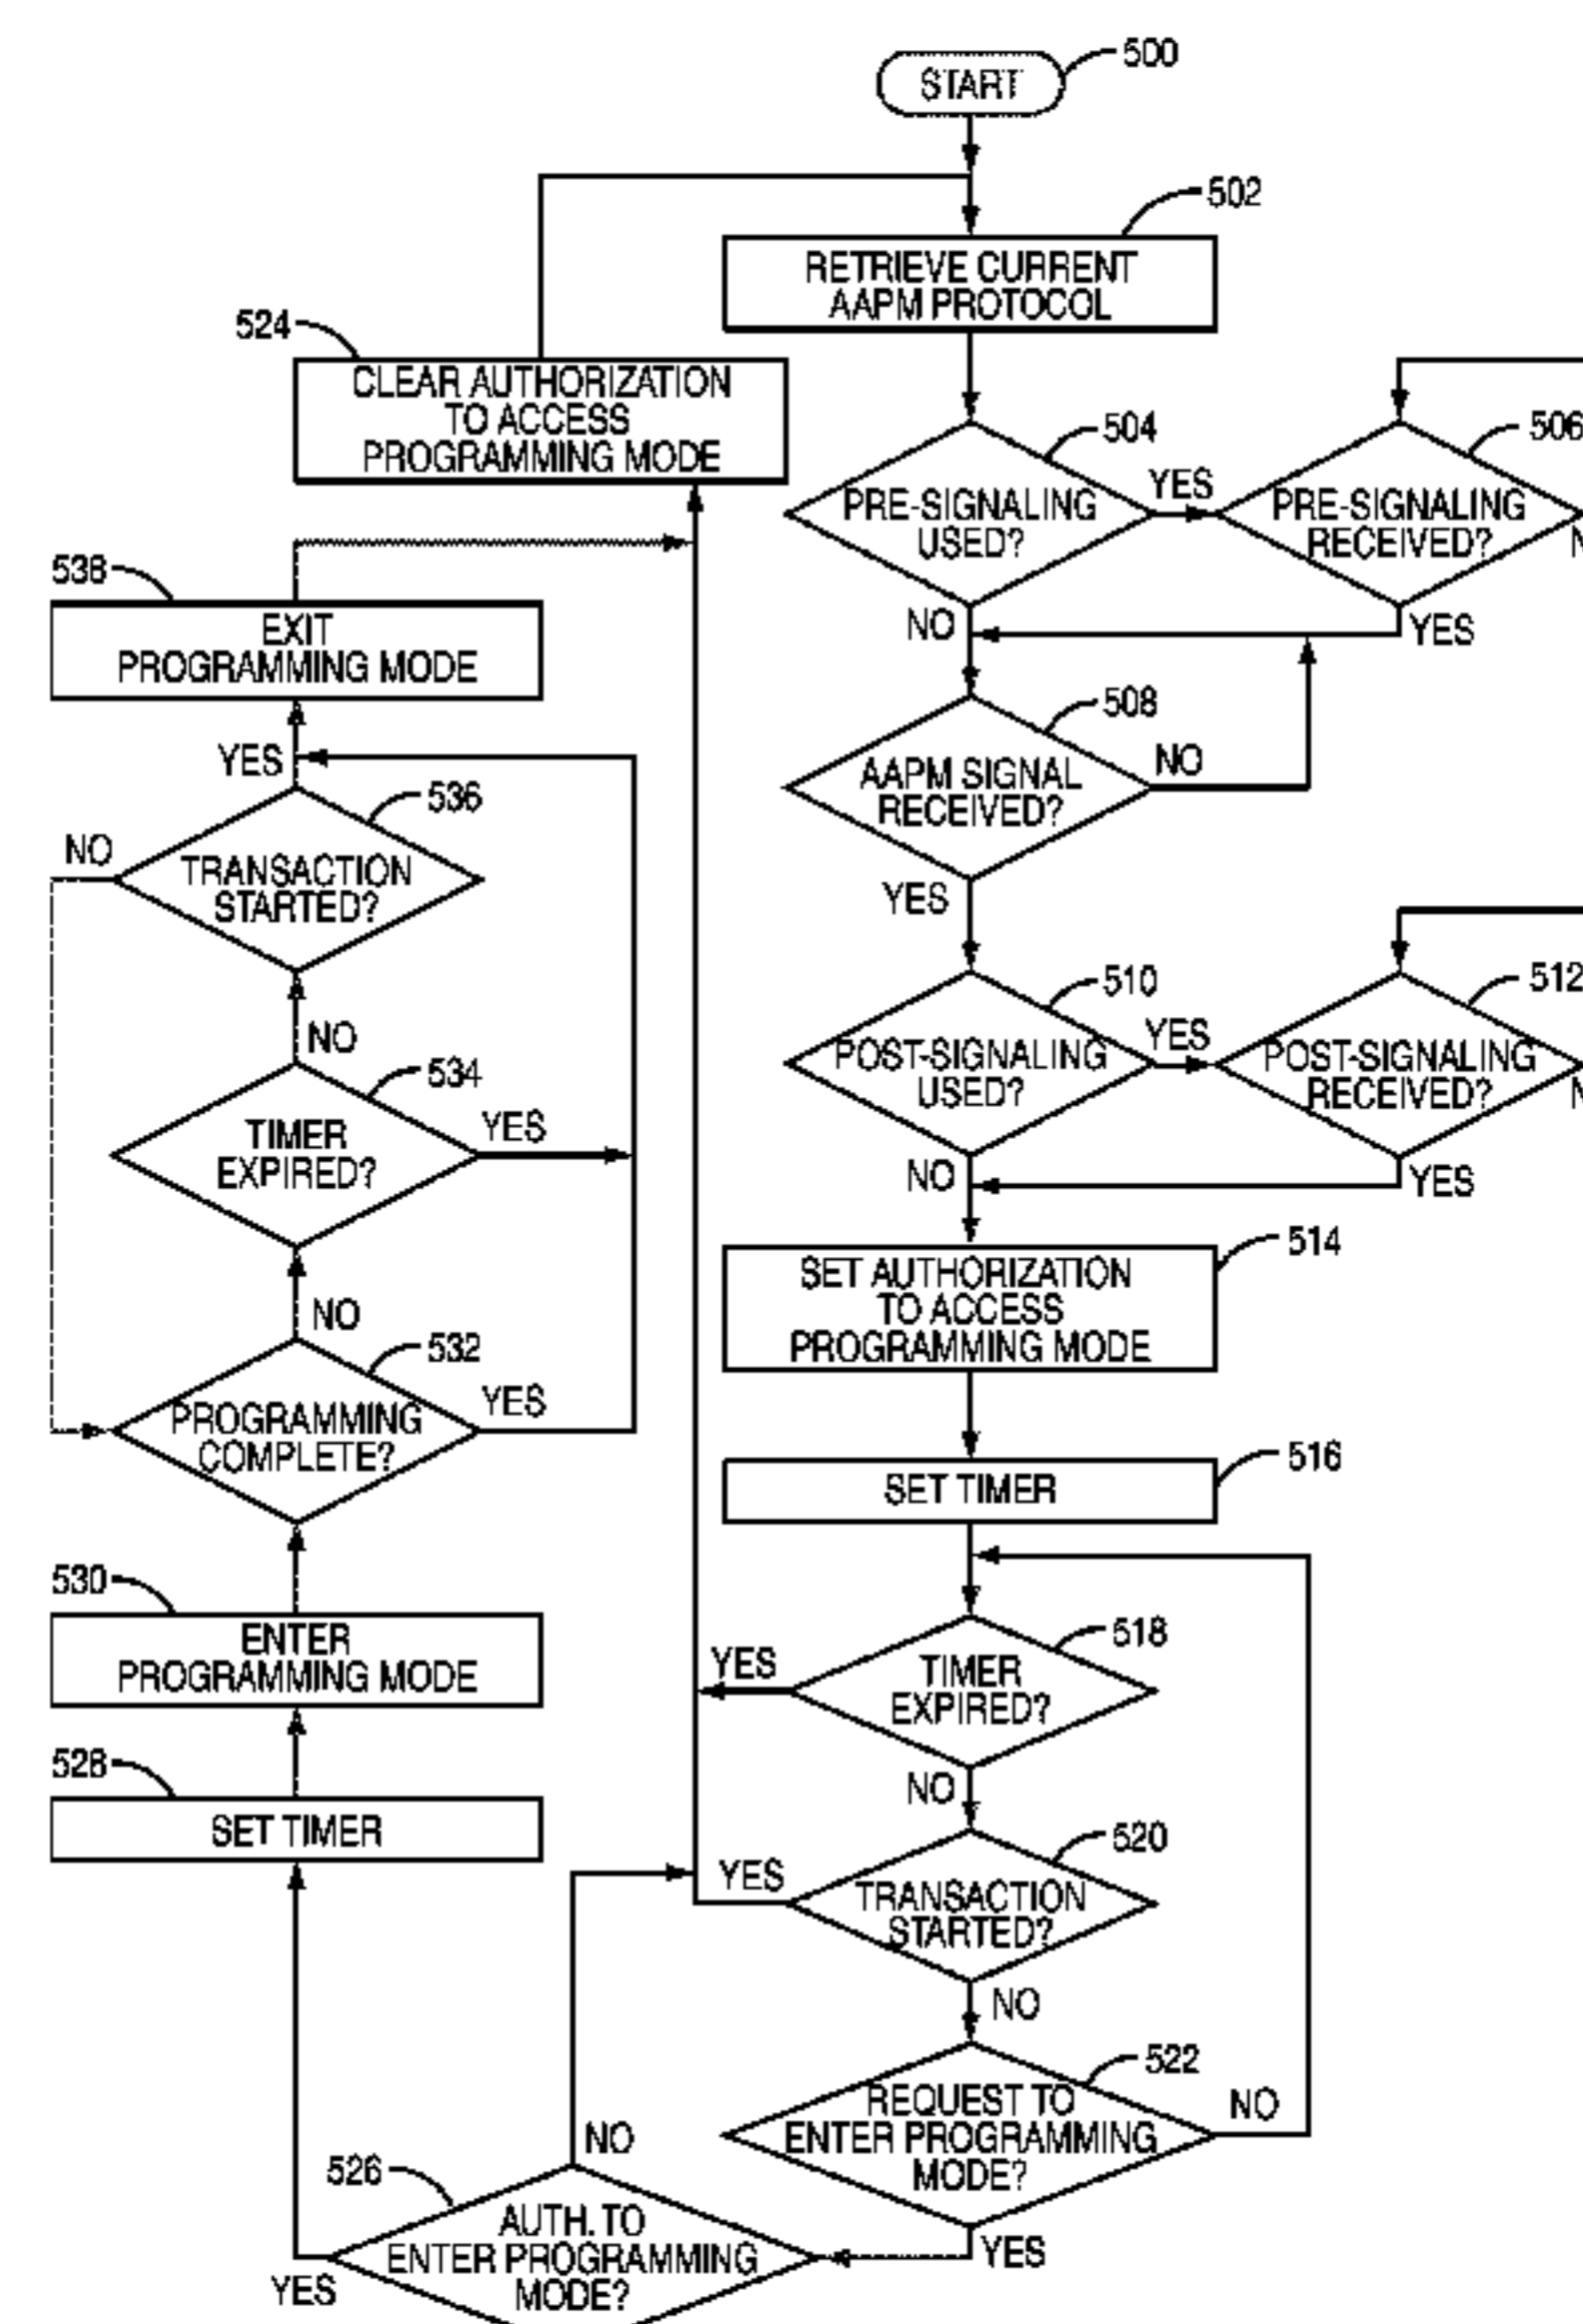 START
500
502
RETRIEVE CURRENT
AAPM PROTOCOL
524
CLEAR AUTHORIZATION
TO ACCESS
PROGRAMMING MODE
504
PRE-SIGNALING
USED?
YES
NO
506
PRE-SIGNALING
RECEIVED?
YES
508
AAPM SIGNAL
RECEIVED?
NO
YES
510
POST-SIGNALING
USED?
YES
NO
512
POST-SIGNALING
RECEIVED?
YES
514
SET AUTHORIZATION
TO ACCESS
PROGRAMMING MODE
516
SET TIMER
518
TIMER
EXPIRED?
YES
NO
520
TRANSACTION
STARTED?
YES
NO
522
REQUEST TO
ENTER PROGRAMMING
MODE?
NO
YES
526
AUTH. TO
ENTER PROGRAMMING
MODE?
NO
YES
528
SET TIMER
530
ENTER
PROGRAMMING MODE
532
PROGRAMMING
COMPLETE?
YES
NO
534
TIMER
EXPIRED?
YES
NO
536
TRANSACTION
STARTED?
NO
YES
538
EXIT
PROGRAMMING MODE